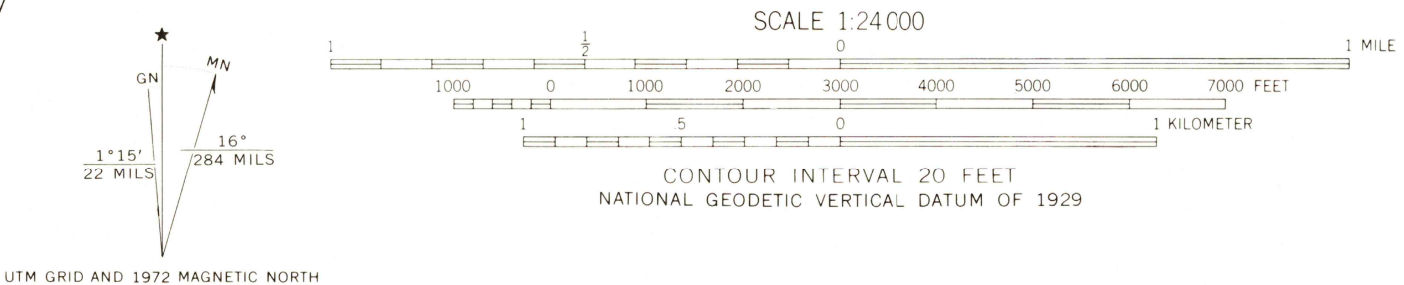 ★
GN
MN
1°15′
22 MILS
16°
284 MILS
UTM GRID AND 1972 MAGNETIC NORTH
SCALE 1:24 000
1 1/2 0 1 MILE
1000 0 1000 2000 3000 4000 5000 6000 7000 FEET
1 .5 0 1 KILOMETER
CONTOUR INTERVAL 20 FEET
NATIONAL GEODETIC VERTICAL DATUM OF 1929